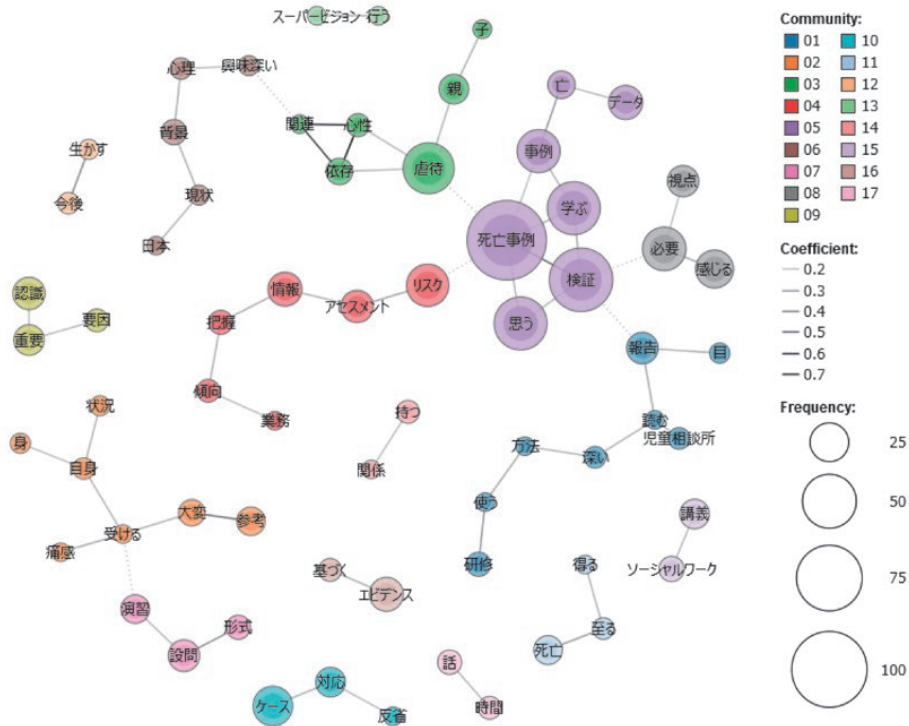 スーパービジョン 行う
子
心理
興味深い
親
亡
データ
関連
心性
背景
生かす
事例
依存
虐待
視点
現状
今後
学ぶ
日本
死亡事例
必要
感じる
リスク
検証
認識
情報
アセスメント
要因
把握
思う
重要
報告
目
傾向
状況
持つ
業務
読む
児童相談所
身
方法
深い
自身
関係
大変
参考
使う
講義
受ける
痛感
研修
基づく
得る
ソーシャルワーク
エビデンス
演習
形式
至る
設問
死亡
話
対応
ケース
反省
時間
Community:
01 10
02 11
03 12
04 13
05 14
06 15
07 16
08 17
09
Coefficient:
0.2
0.3
0.4
0.5
0.6
0.7
Frequency:
25
50
75
100